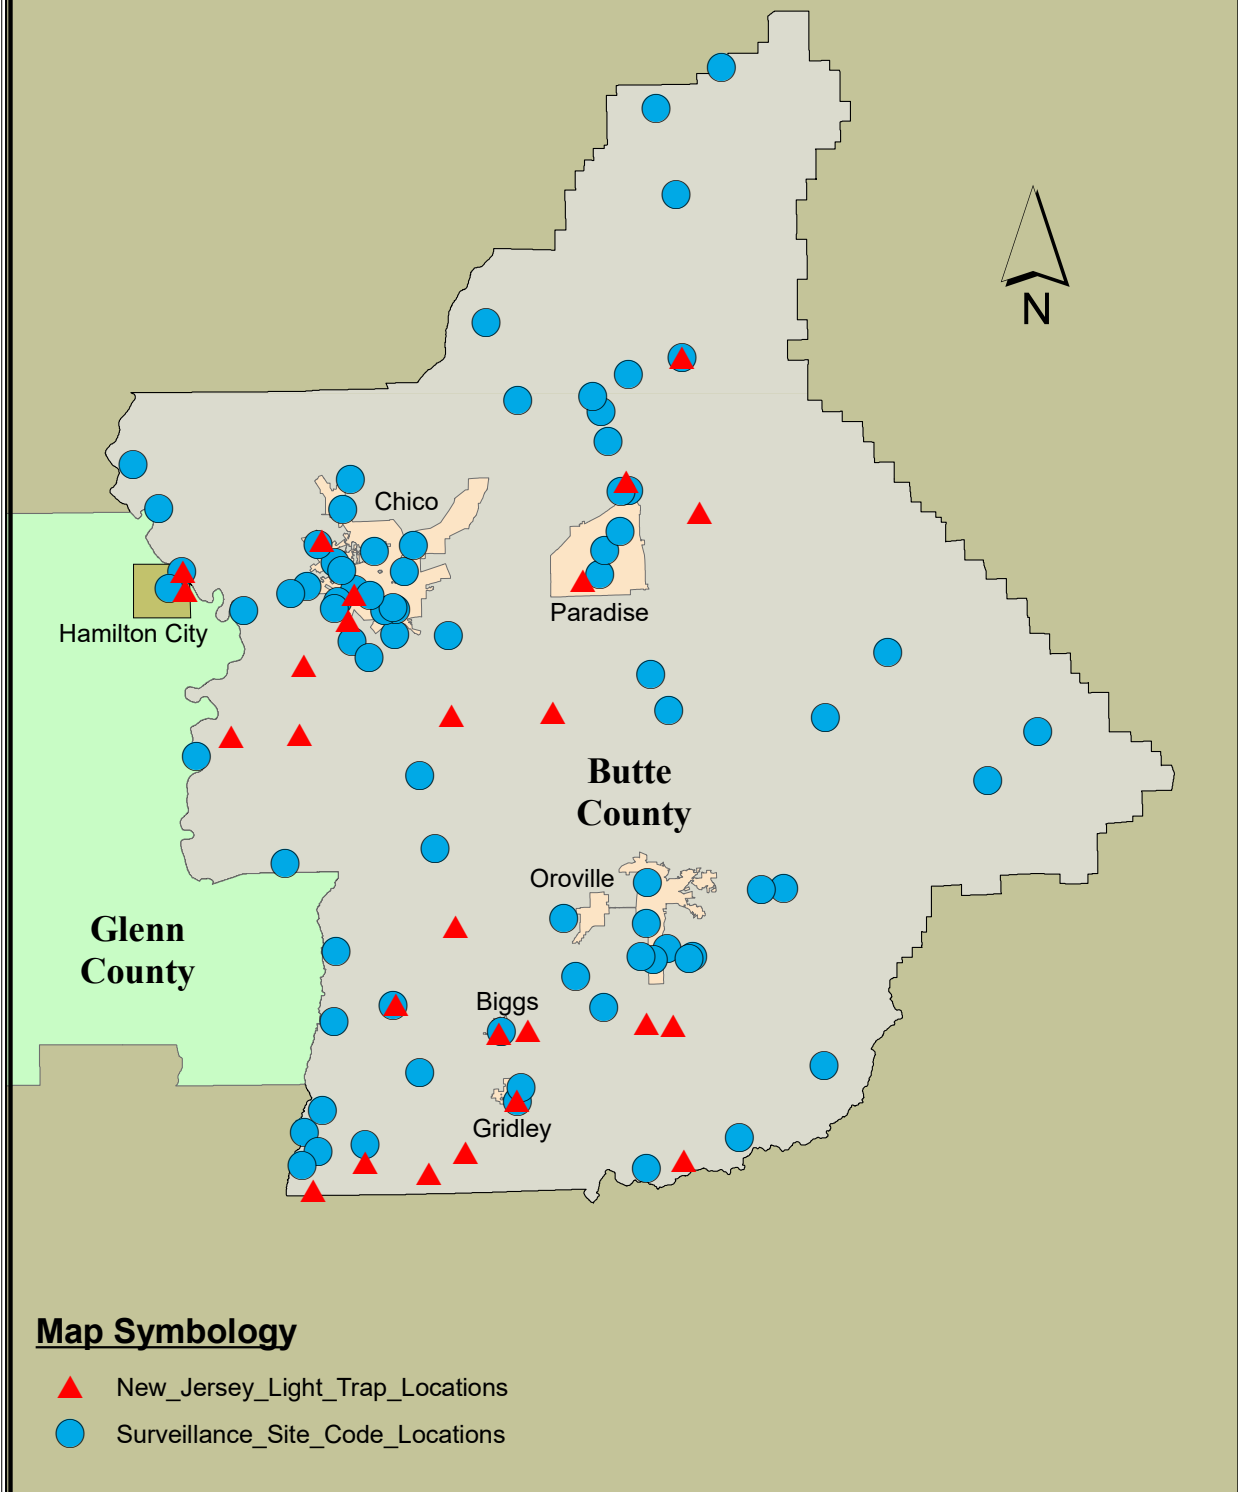 N
Chico
Hamilton City
Paradise
Butte
County
Oroville
Glenn
County
Biggs
Gridley
Map Symbology
New_Jersey_Light_Trap_Locations
Surveillance_Site_Code_Locations